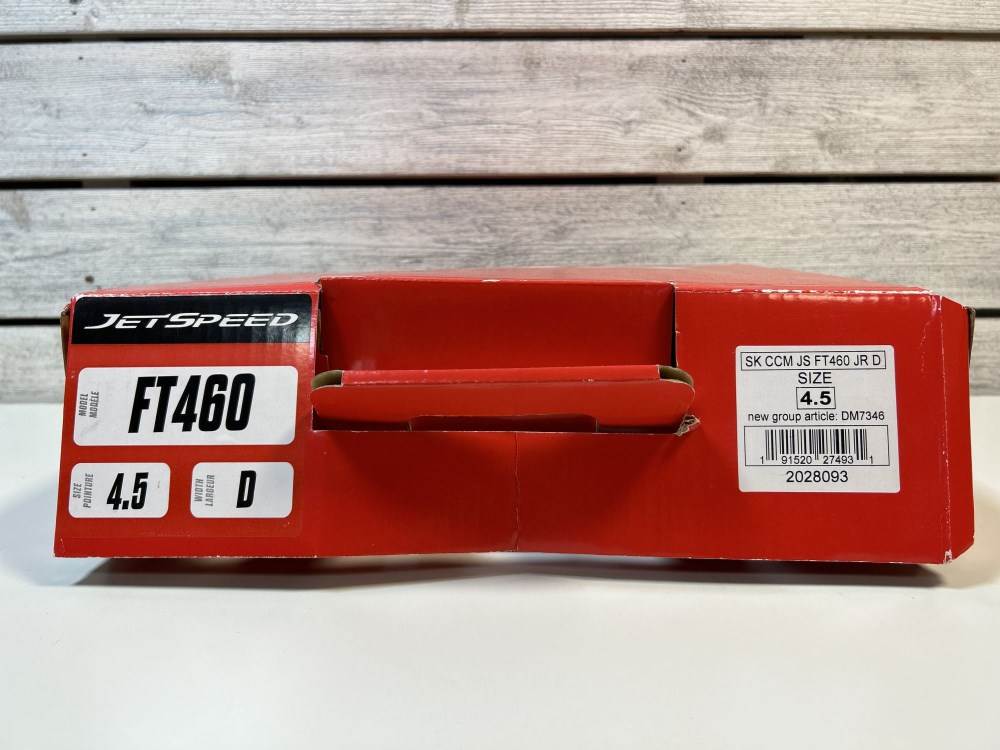 JETSPEED
MODEL
MODÈLE
FT460
SIZE
POINTURE
4.5
WIDTH
LARGEUR
D
SK CCM JS FT460 JR D
SIZE
4.5
new group article: DM7346
1 91520 27493 1
2028093